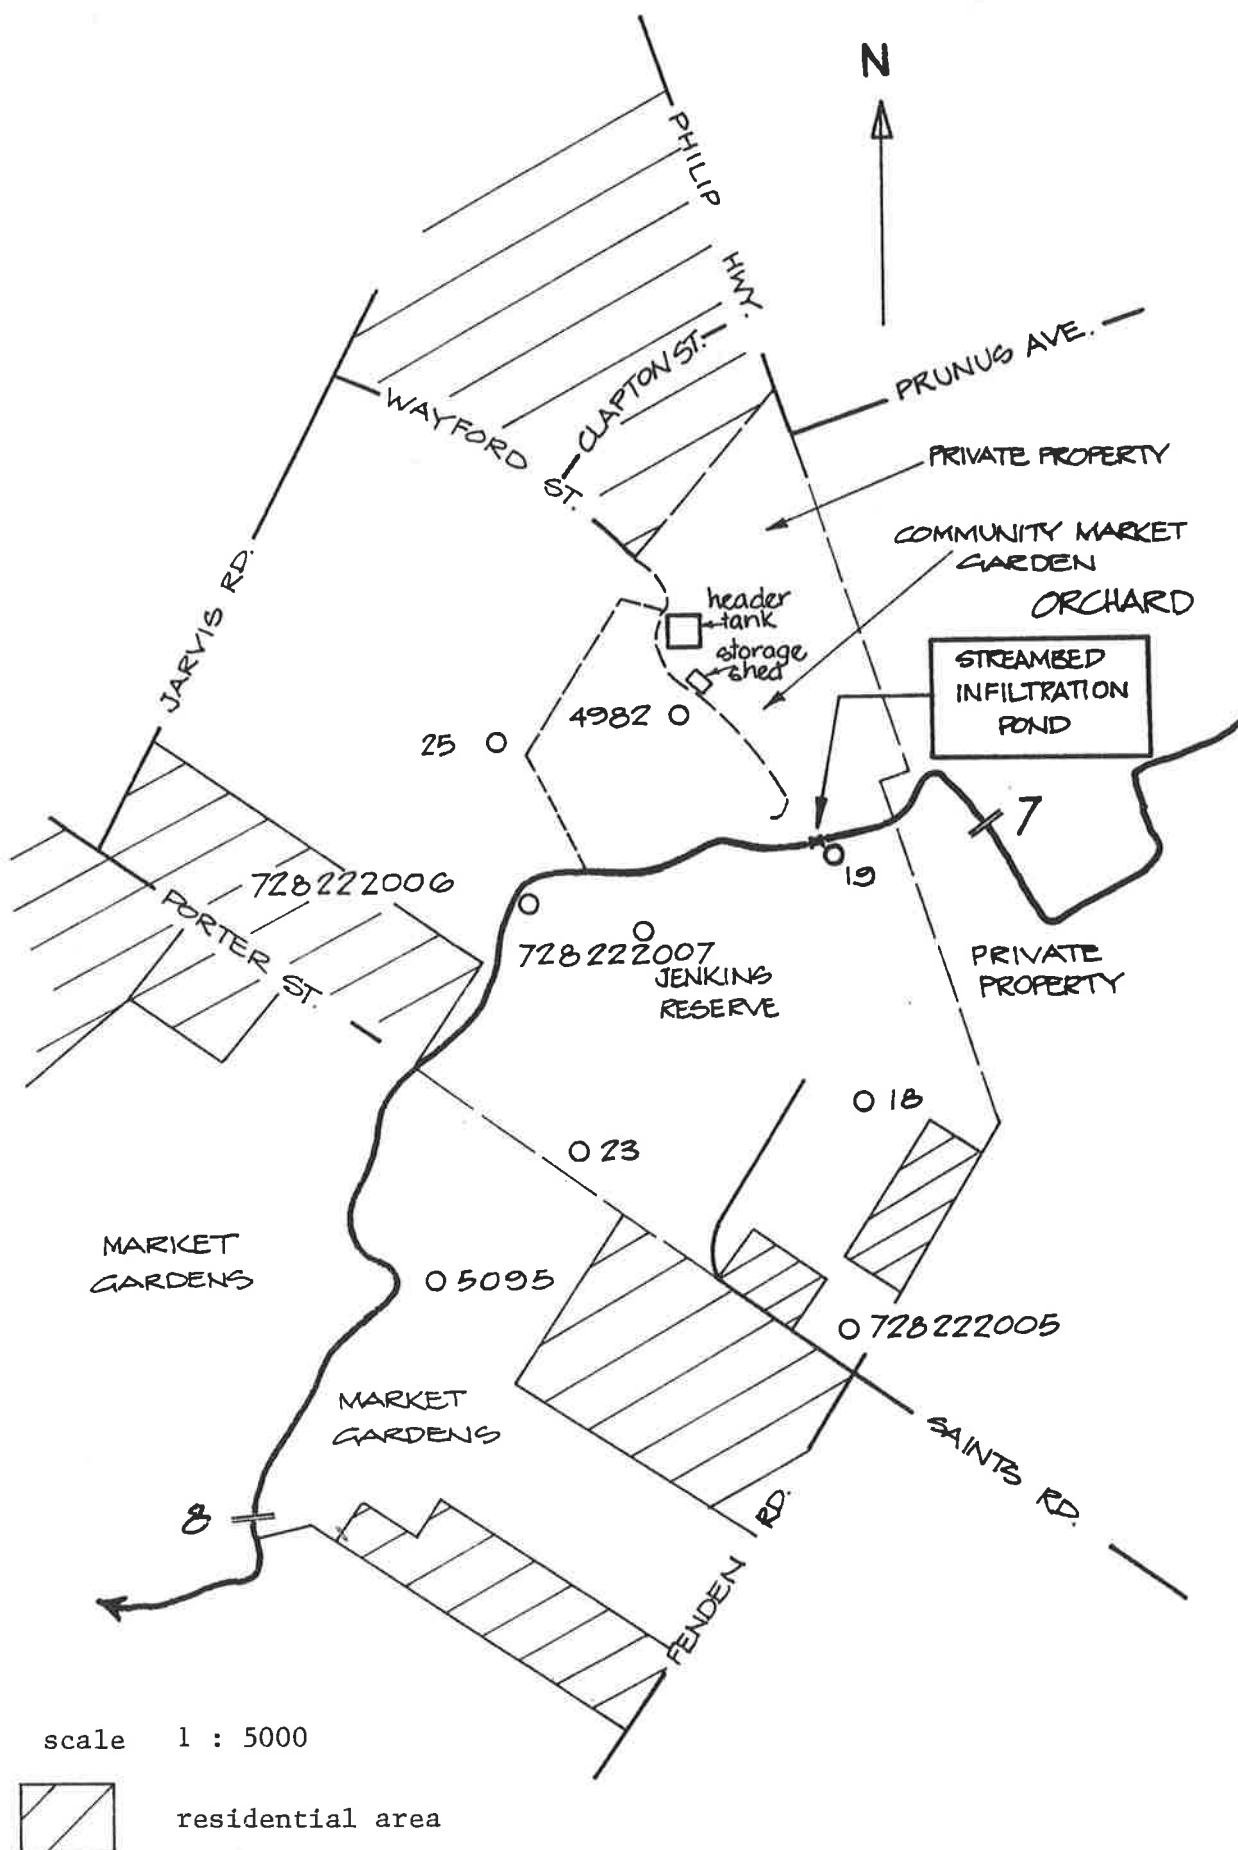 N
PHILIP
HWY.
CLAPTON ST.
PRUNUS AVE.
WAYFORD
ST.
PRIVATE PROPERTY
COMMUNITY MARKET
GARDEN
ORCHARD
JARVIS RD.
header
tank
storage
shed
STREAMBED
INFILTRATION
POND
4982
25
7
19
728222006
PORTER
ST.
728222007
JENKINS
RESERVE
PRIVATE
PROPERTY
18
23
MARKET
GARDENS
5095
728222005
MARKET
GARDENS
SAINTS RD.
8
FENDEN
RD.
scale 1 : 5000
residential area